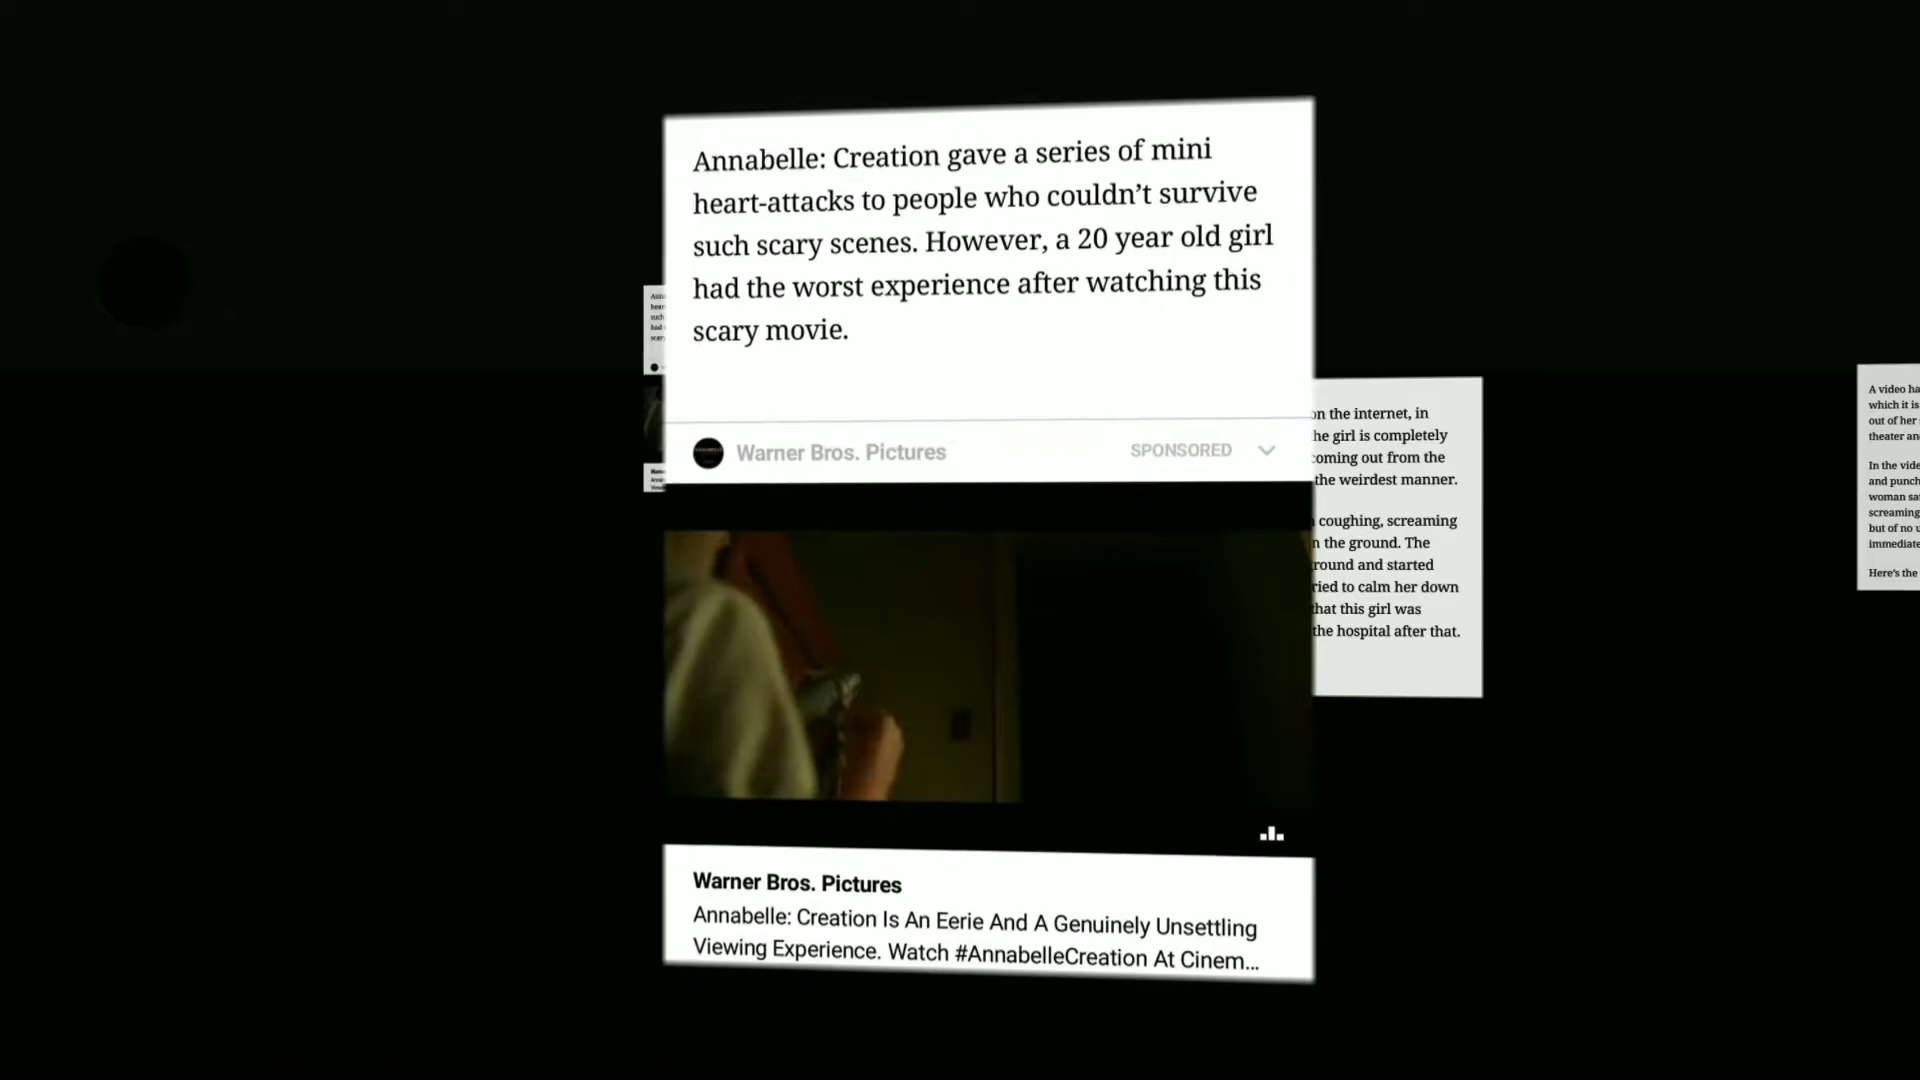 Annabelle: Creation gave a series of mini
heart-attacks to people who couldn’t survive
such scary scenes. However, a 20 year old girl
had the worst experience after watching this
scary movie.
Warner Bros. Pictures
SPONSORED
Warner Bros. Pictures
Annabelle: Creation Is An Eerie And A Genuinely Unsettling
Viewing Experience. Watch #AnnabelleCreation At Cinem...
on the internet, in
the girl is completely
coming out from the
the weirdest manner.
coughing, screaming
n the ground. The
round and started
ried to calm her down
that this girl was
the hospital after that.
A video ha
which it is
out of her
theater an
In the vide
and punch
woman sa
screaming
but of no u
immediate
Here's the